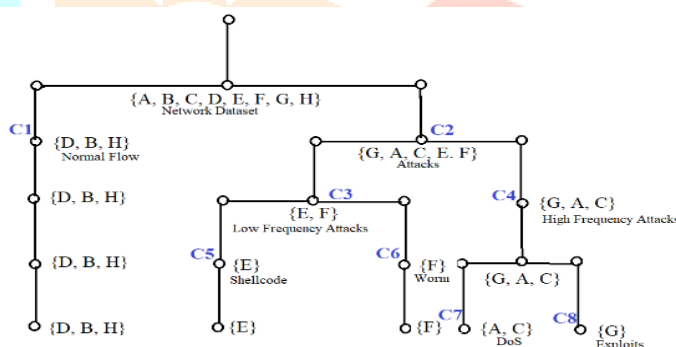 {A, B, C, D, E, F, G, H}
Network Dataset
C1
{D, B, H}
Normal Flow
C2
{G, A, C, E. F}
Attacks
{D, B, H}
C3
{E, F}
Low Frequency Attacks
C4
{G, A, C}
High Frequency Attacks
{D, B, H}
C5
{E}
Shellcode
C6
{F}
Worm
{G, A, C}
{D, B, H}
{E}
{F}
C7
{A, C}
DoS
C8
{G}
Exploits